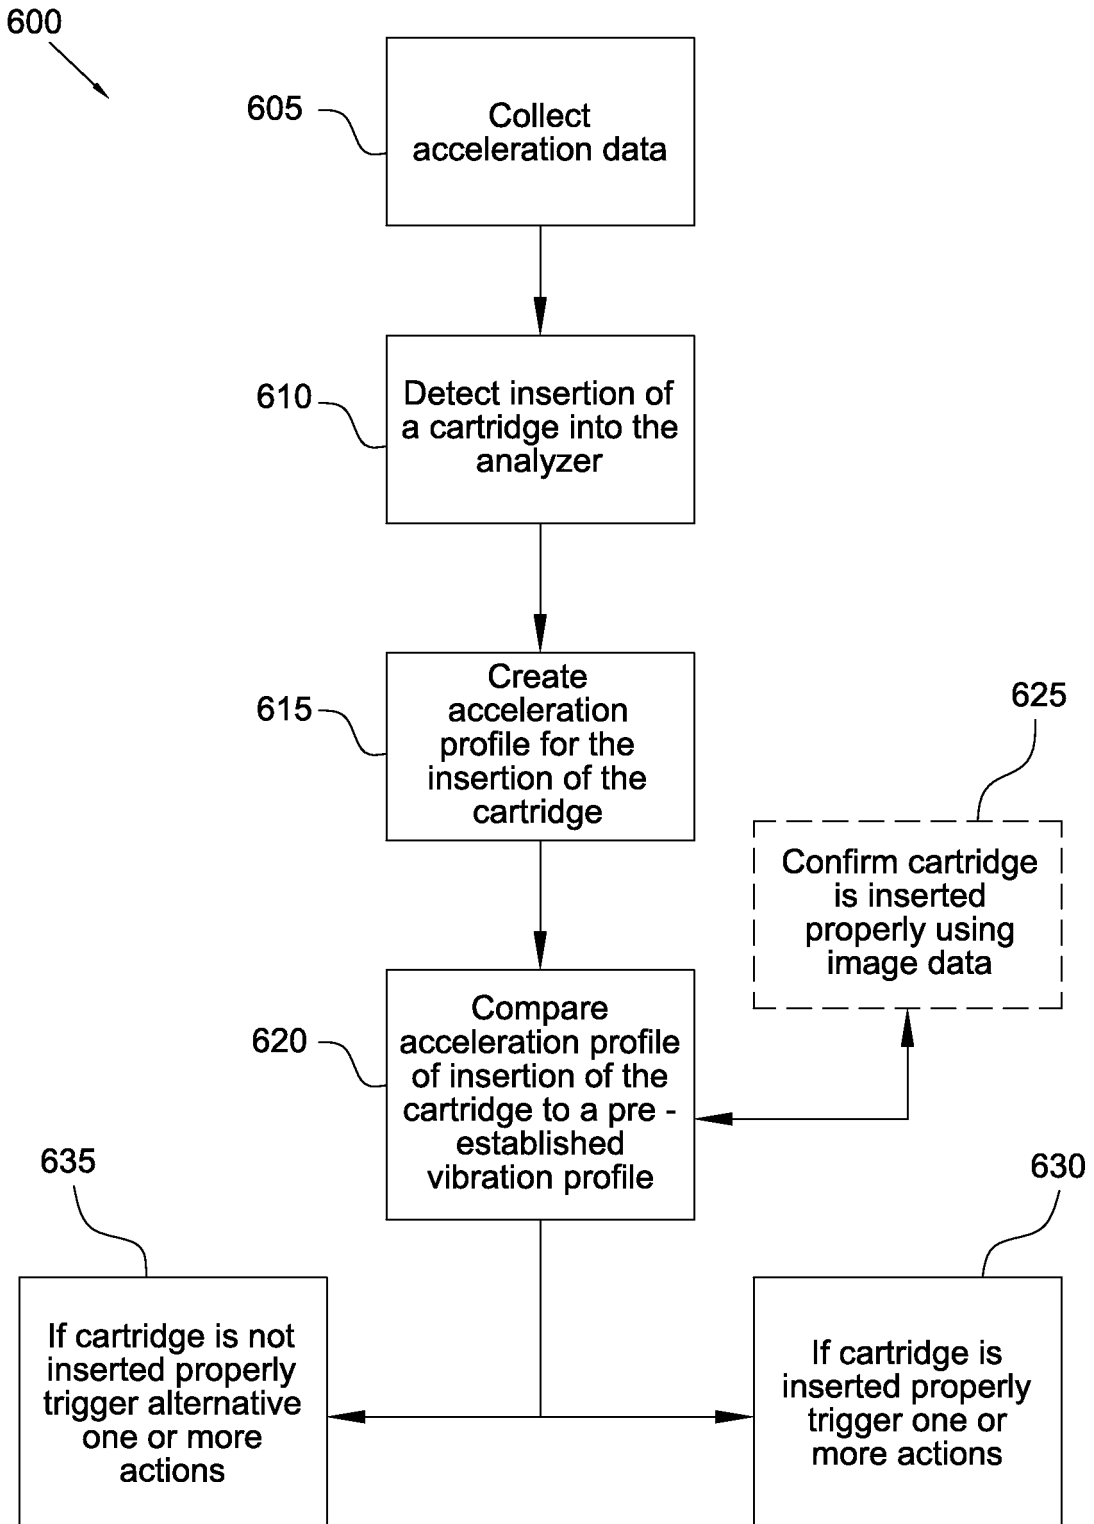 600
605
Collect
acceleration data
610
Detect insertion of
a cartridge into the
analyzer
615
Create
acceleration
profile for the
insertion of the
cartridge
625
Confirm cartridge
is inserted
properly using
image data
620
Compare
acceleration profile
of insertion of the
cartridge to a pre -
established
vibration profile
635
If cartridge is not
inserted properly
trigger alternative
one or more
actions
630
If cartridge is
inserted properly
trigger one or
more actions